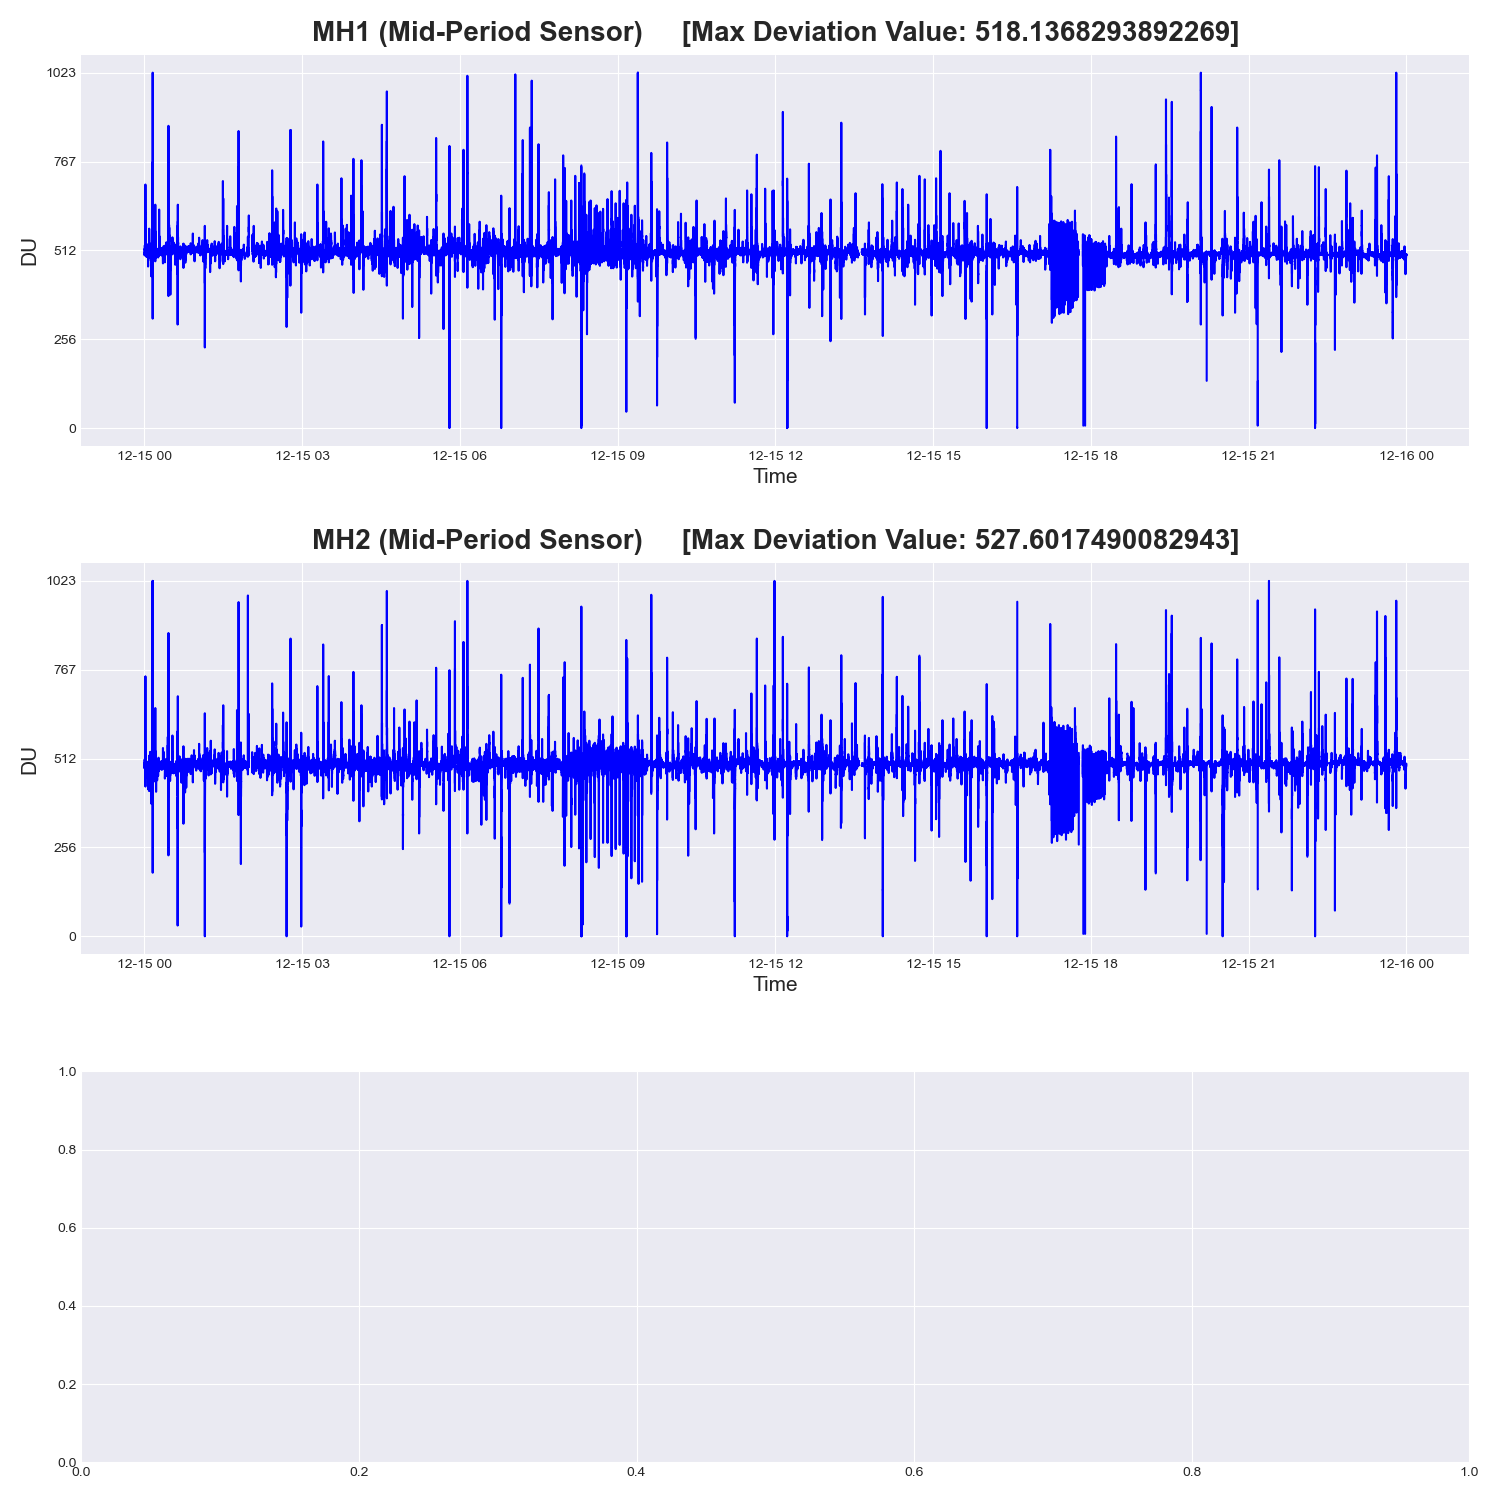 MH1 (Mid-Period Sensor) [Max Deviation Value: 518.1368293892269]
1023
767
512
256
0
DU
12-15 00 12-15 03 12-15 06 12-15 09 12-15 12 12-15 15 12-15 18 12-15 21 12-16 00
Time
MH2 (Mid-Period Sensor) [Max Deviation Value: 527.6017490082943]
1023
767
512
256
0
DU
12-15 00 12-15 03 12-15 06 12-15 09 12-15 12 12-15 15 12-15 18 12-15 21 12-16 00
Time
1.0
0.8
0.6
0.4
0.2
0.0
0.0 0.2 0.4 0.6 0.8 1.0